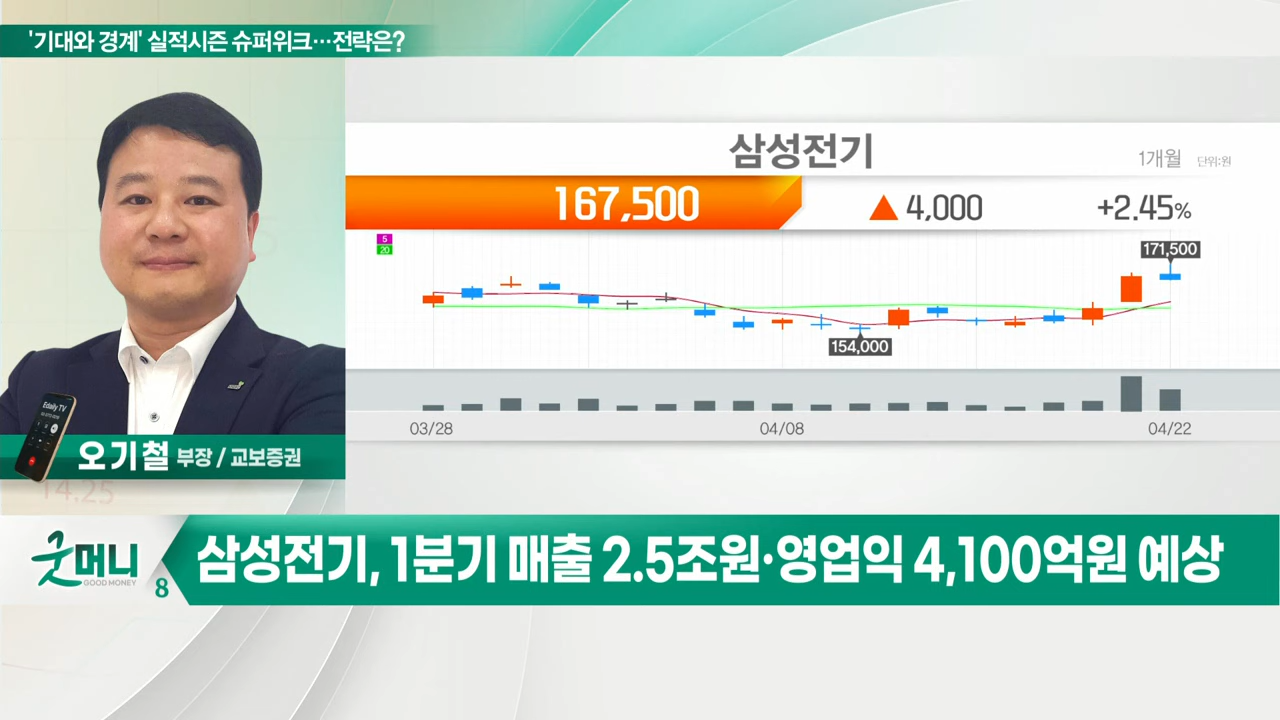 '기대와 경계' 실적시즌 슈퍼위크…전략은?
삼성전기
1개월 단위:원
167,500 ▲ 4,000 +2.45%
5
20
171,500
154,000
03/28 04/08 04/22
Edaily TV
오기철 부장 / 교보증권
14.25
굿머니
GOOD MONEY
8
삼성전기, 1분기 매출 2.5조원·영업익 4,100억원 예상